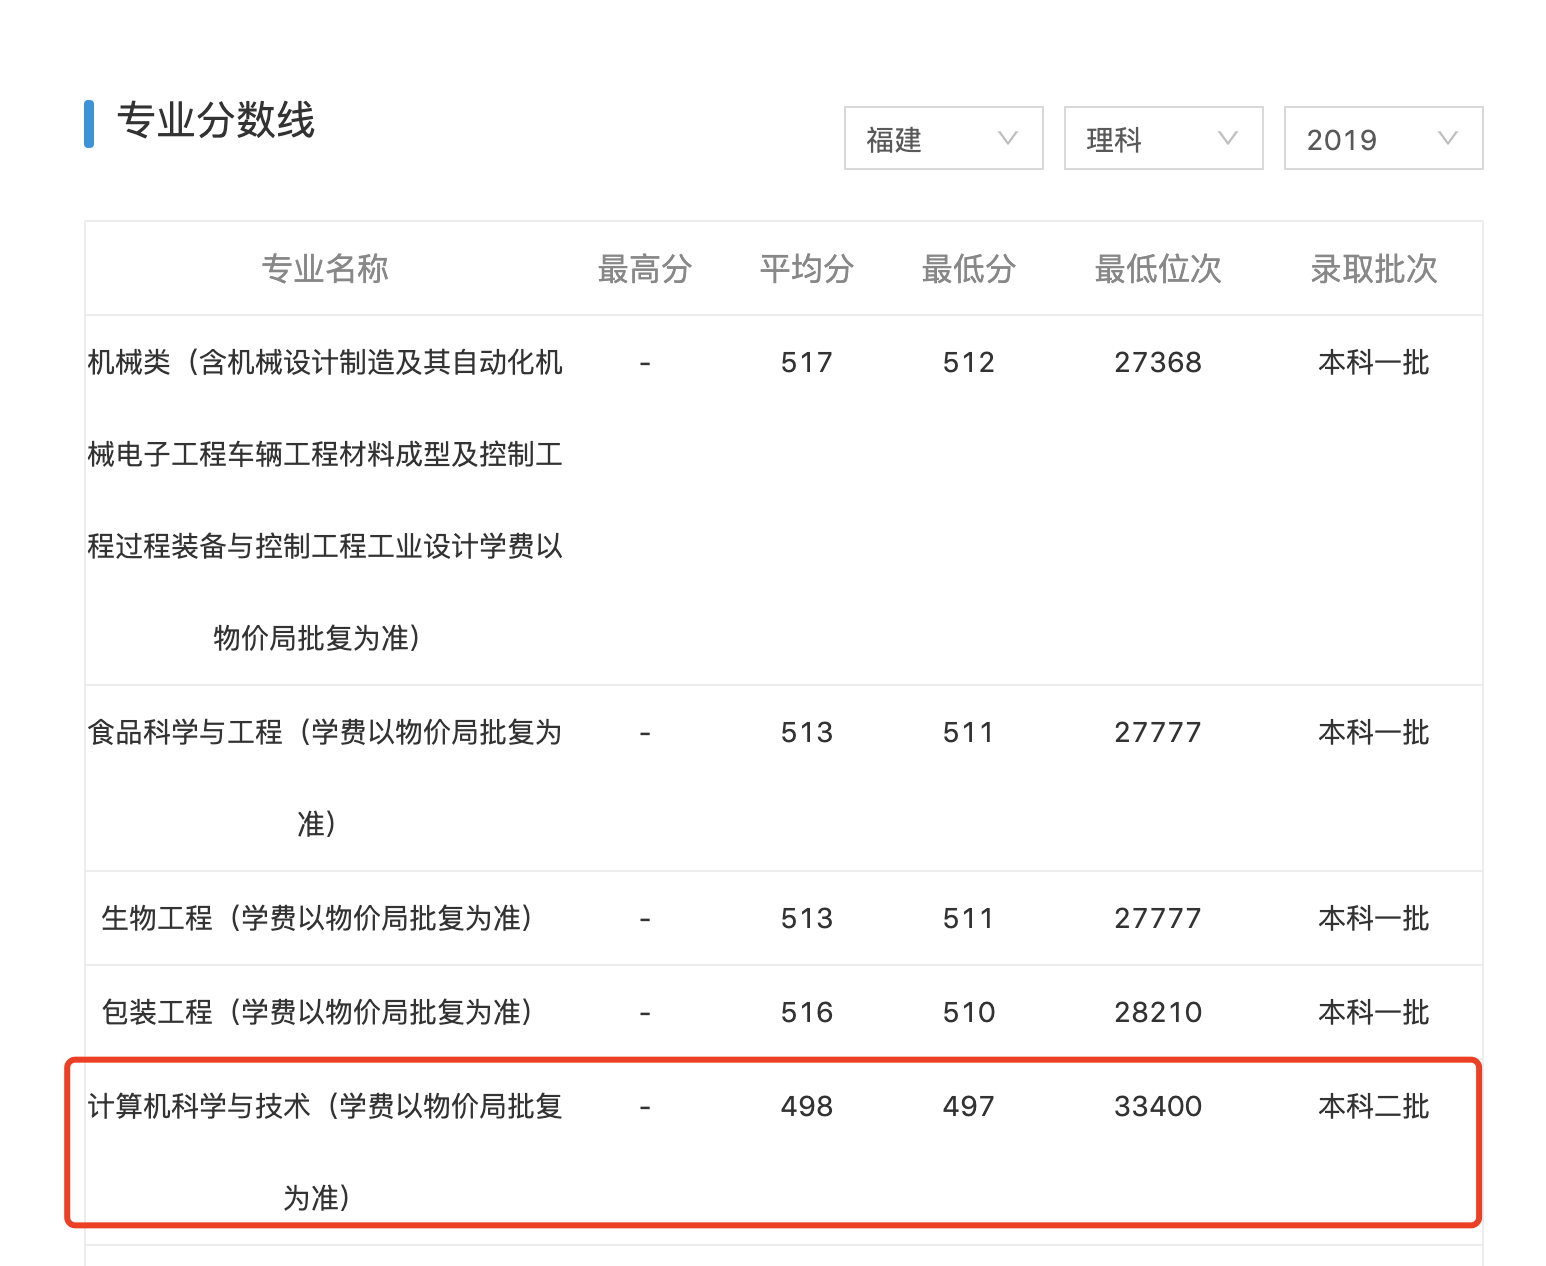 专业分数线
福建 理科 2019
专业名称 最高分 平均分 最低分 最低位次 录取批次
机械类（含机械设计制造及其自动化机 - 517 512 27368 本科一批
械电子工程车辆工程材料成型及控制工
程过程装备与控制工程工业设计学费以
物价局批复为准）
食品科学与工程（学费以物价局批复为 - 513 511 27777 本科一批
准）
生物工程（学费以物价局批复为准） - 513 511 27777 本科一批
包装工程（学费以物价局批复为准） - 516 510 28210 本科一批
计算机科学与技术（学费以物价局批复 - 498 497 33400 本科二批
为准）